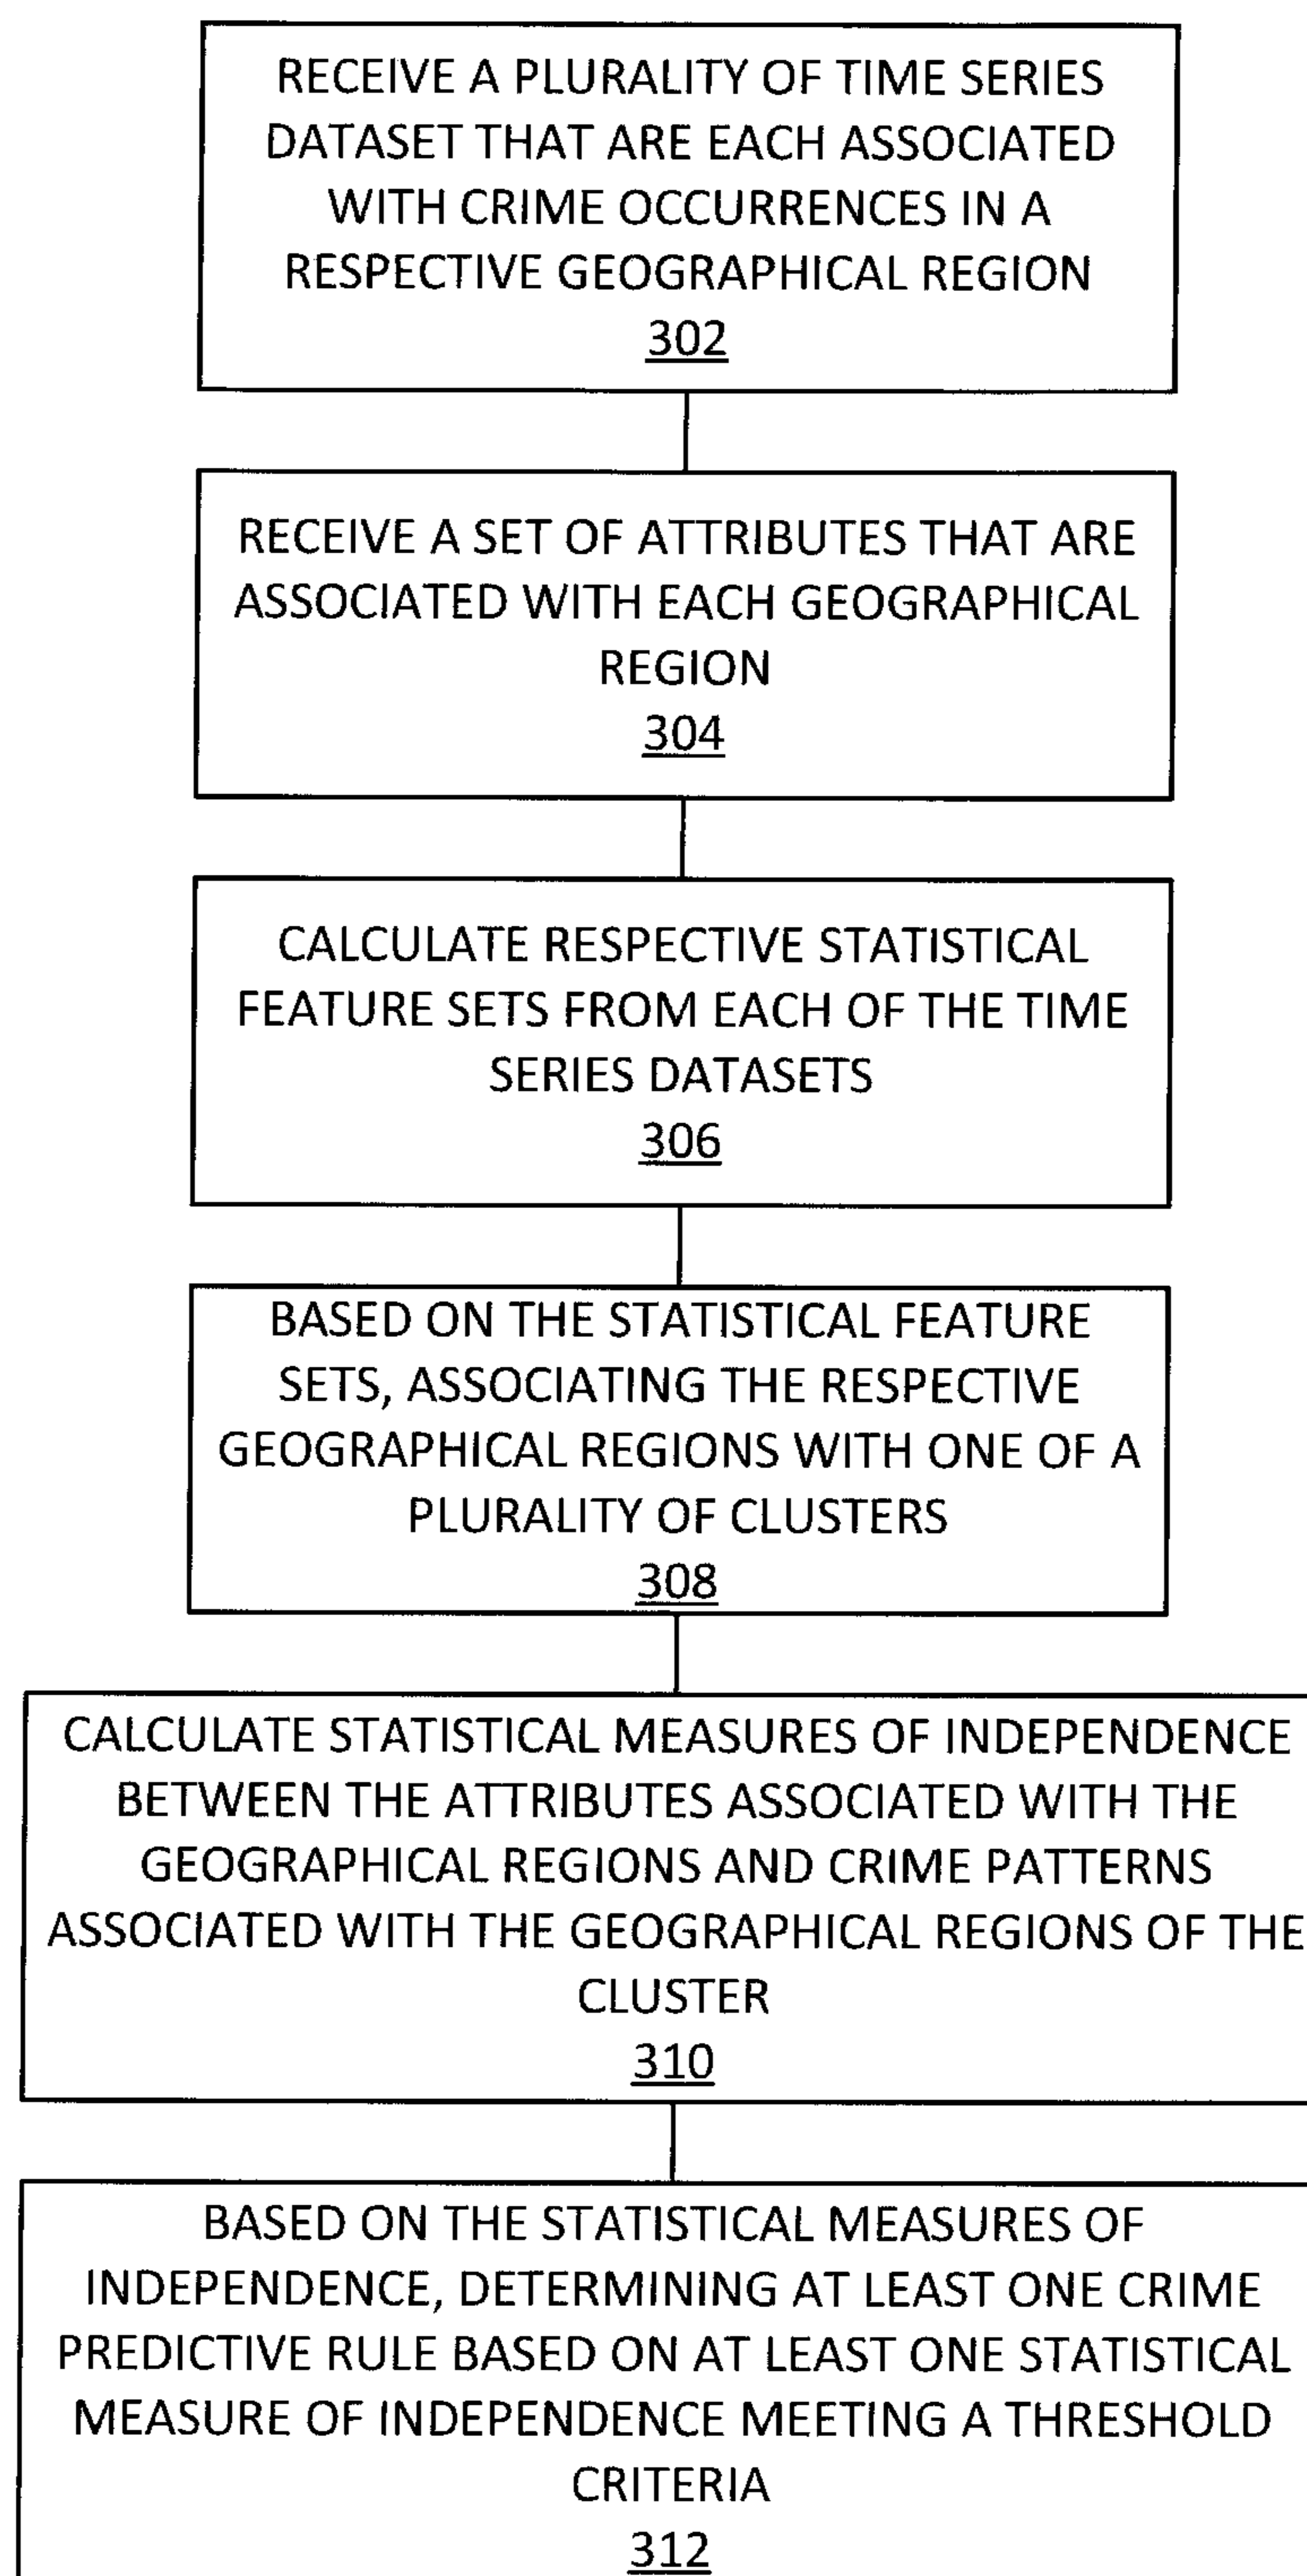 RECEIVE A PLURALITY OF TIME SERIES
DATASET THAT ARE EACH ASSOCIATED
WITH CRIME OCCURRENCES IN A
RESPECTIVE GEOGRAPHICAL REGION
302
RECEIVE A SET OF ATTRIBUTES THAT ARE
ASSOCIATED WITH EACH GEOGRAPHICAL
REGION
304
CALCULATE RESPECTIVE STATISTICAL
FEATURE SETS FROM EACH OF THE TIME
SERIES DATASETS
306
BASED ON THE STATISTICAL FEATURE
SETS, ASSOCIATING THE RESPECTIVE
GEOGRAPHICAL REGIONS WITH ONE OF A
PLURALITY OF CLUSTERS
308
CALCULATE STATISTICAL MEASURES OF INDEPENDENCE
BETWEEN THE ATTRIBUTES ASSOCIATED WITH THE
GEOGRAPHICAL REGIONS AND CRIME PATTERNS
ASSOCIATED WITH THE GEOGRAPHICAL REGIONS OF THE
CLUSTER
310
BASED ON THE STATISTICAL MEASURES OF
INDEPENDENCE, DETERMINING AT LEAST ONE CRIME
PREDICTIVE RULE BASED ON AT LEAST ONE STATISTICAL
MEASURE OF INDEPENDENCE MEETING A THRESHOLD
CRITERIA
312